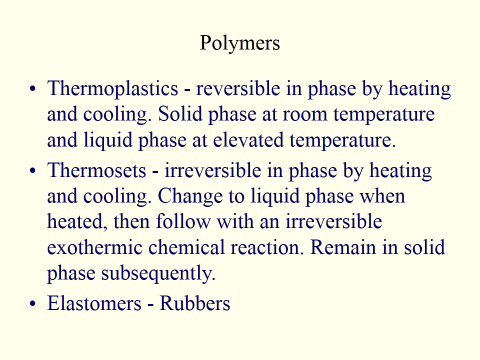 Polymers
• Thermoplastics - reversible in phase by heating
and cooling. Solid phase at room temperature
and liquid phase at elevated temperature.
• Thermosets - irreversible in phase by heating
and cooling. Change to liquid phase when
heated, then follow with an irreversible
exothermic chemical reaction. Remain in solid
phase subsequently.
• Elastomers - Rubbers